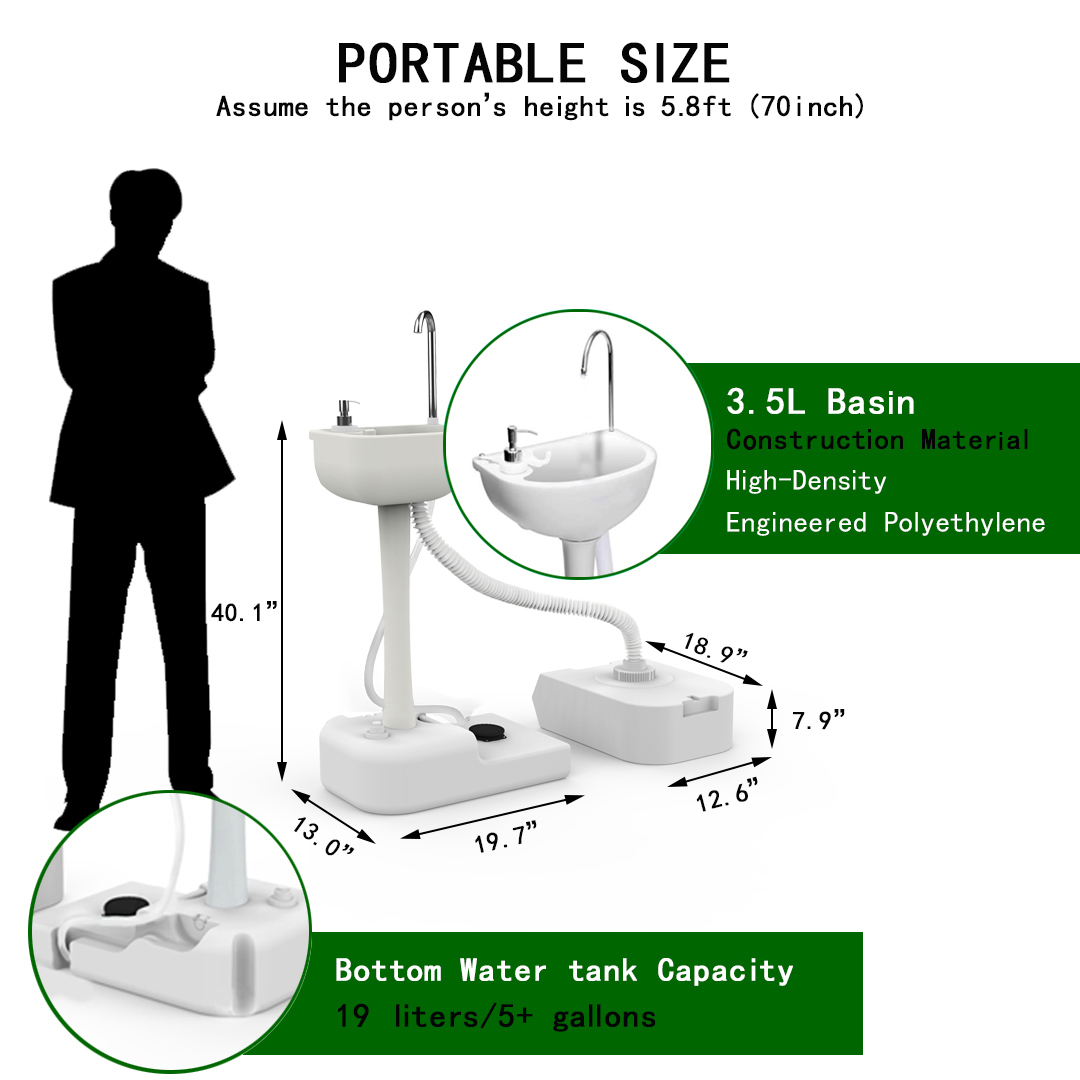 PORTABLE SIZE
Assume the person’s height is 5.8ft (70inch)
3.5L Basin
Construction Material
High-Density
Engineered Polyethylene
40.1”
18.9”
7.9”
12.6”
13.0”
19.7”
Bottom Water tank Capacity
19 liters/5+ gallons